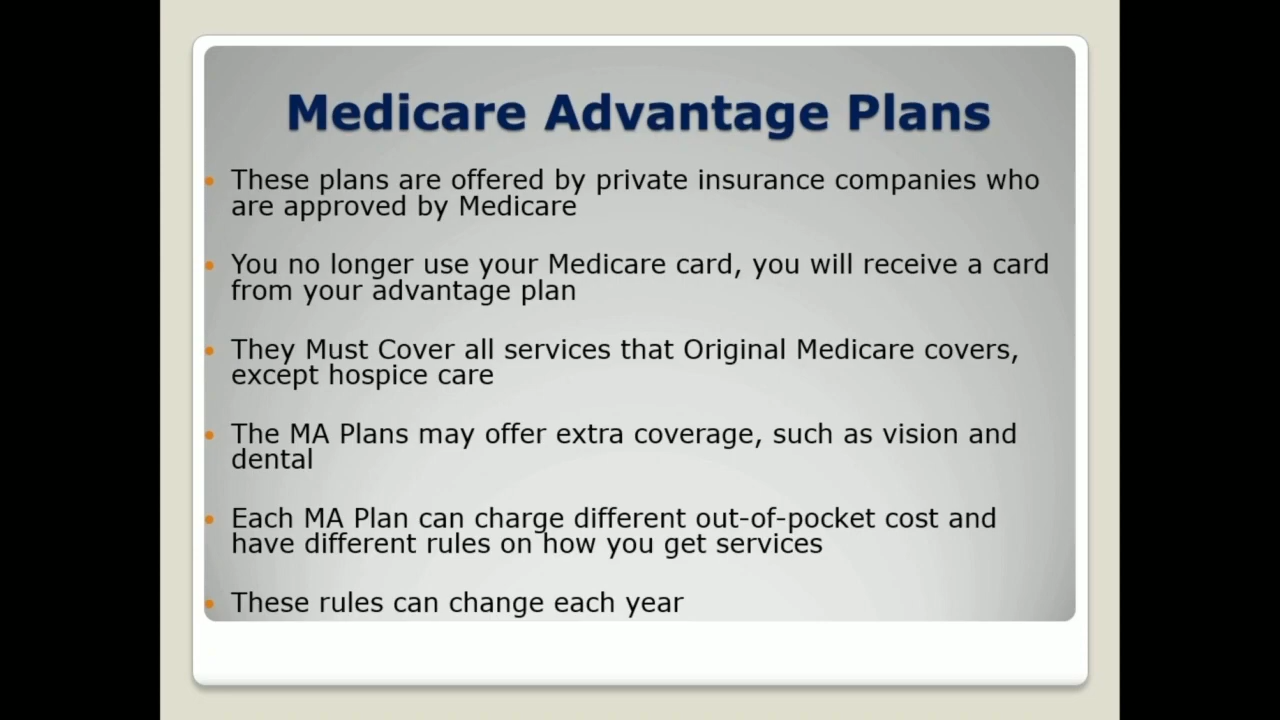 Medicare Advantage Plans
These plans are offered by private insurance companies who
are approved by Medicare
You no longer use your Medicare card, you will receive a card
from your advantage plan
They Must Cover all services that Original Medicare covers,
except hospice care
The MA Plans may offer extra coverage, such as vision and
dental
Each MA Plan can charge different out-of-pocket cost and
have different rules on how you get services
These rules can change each year